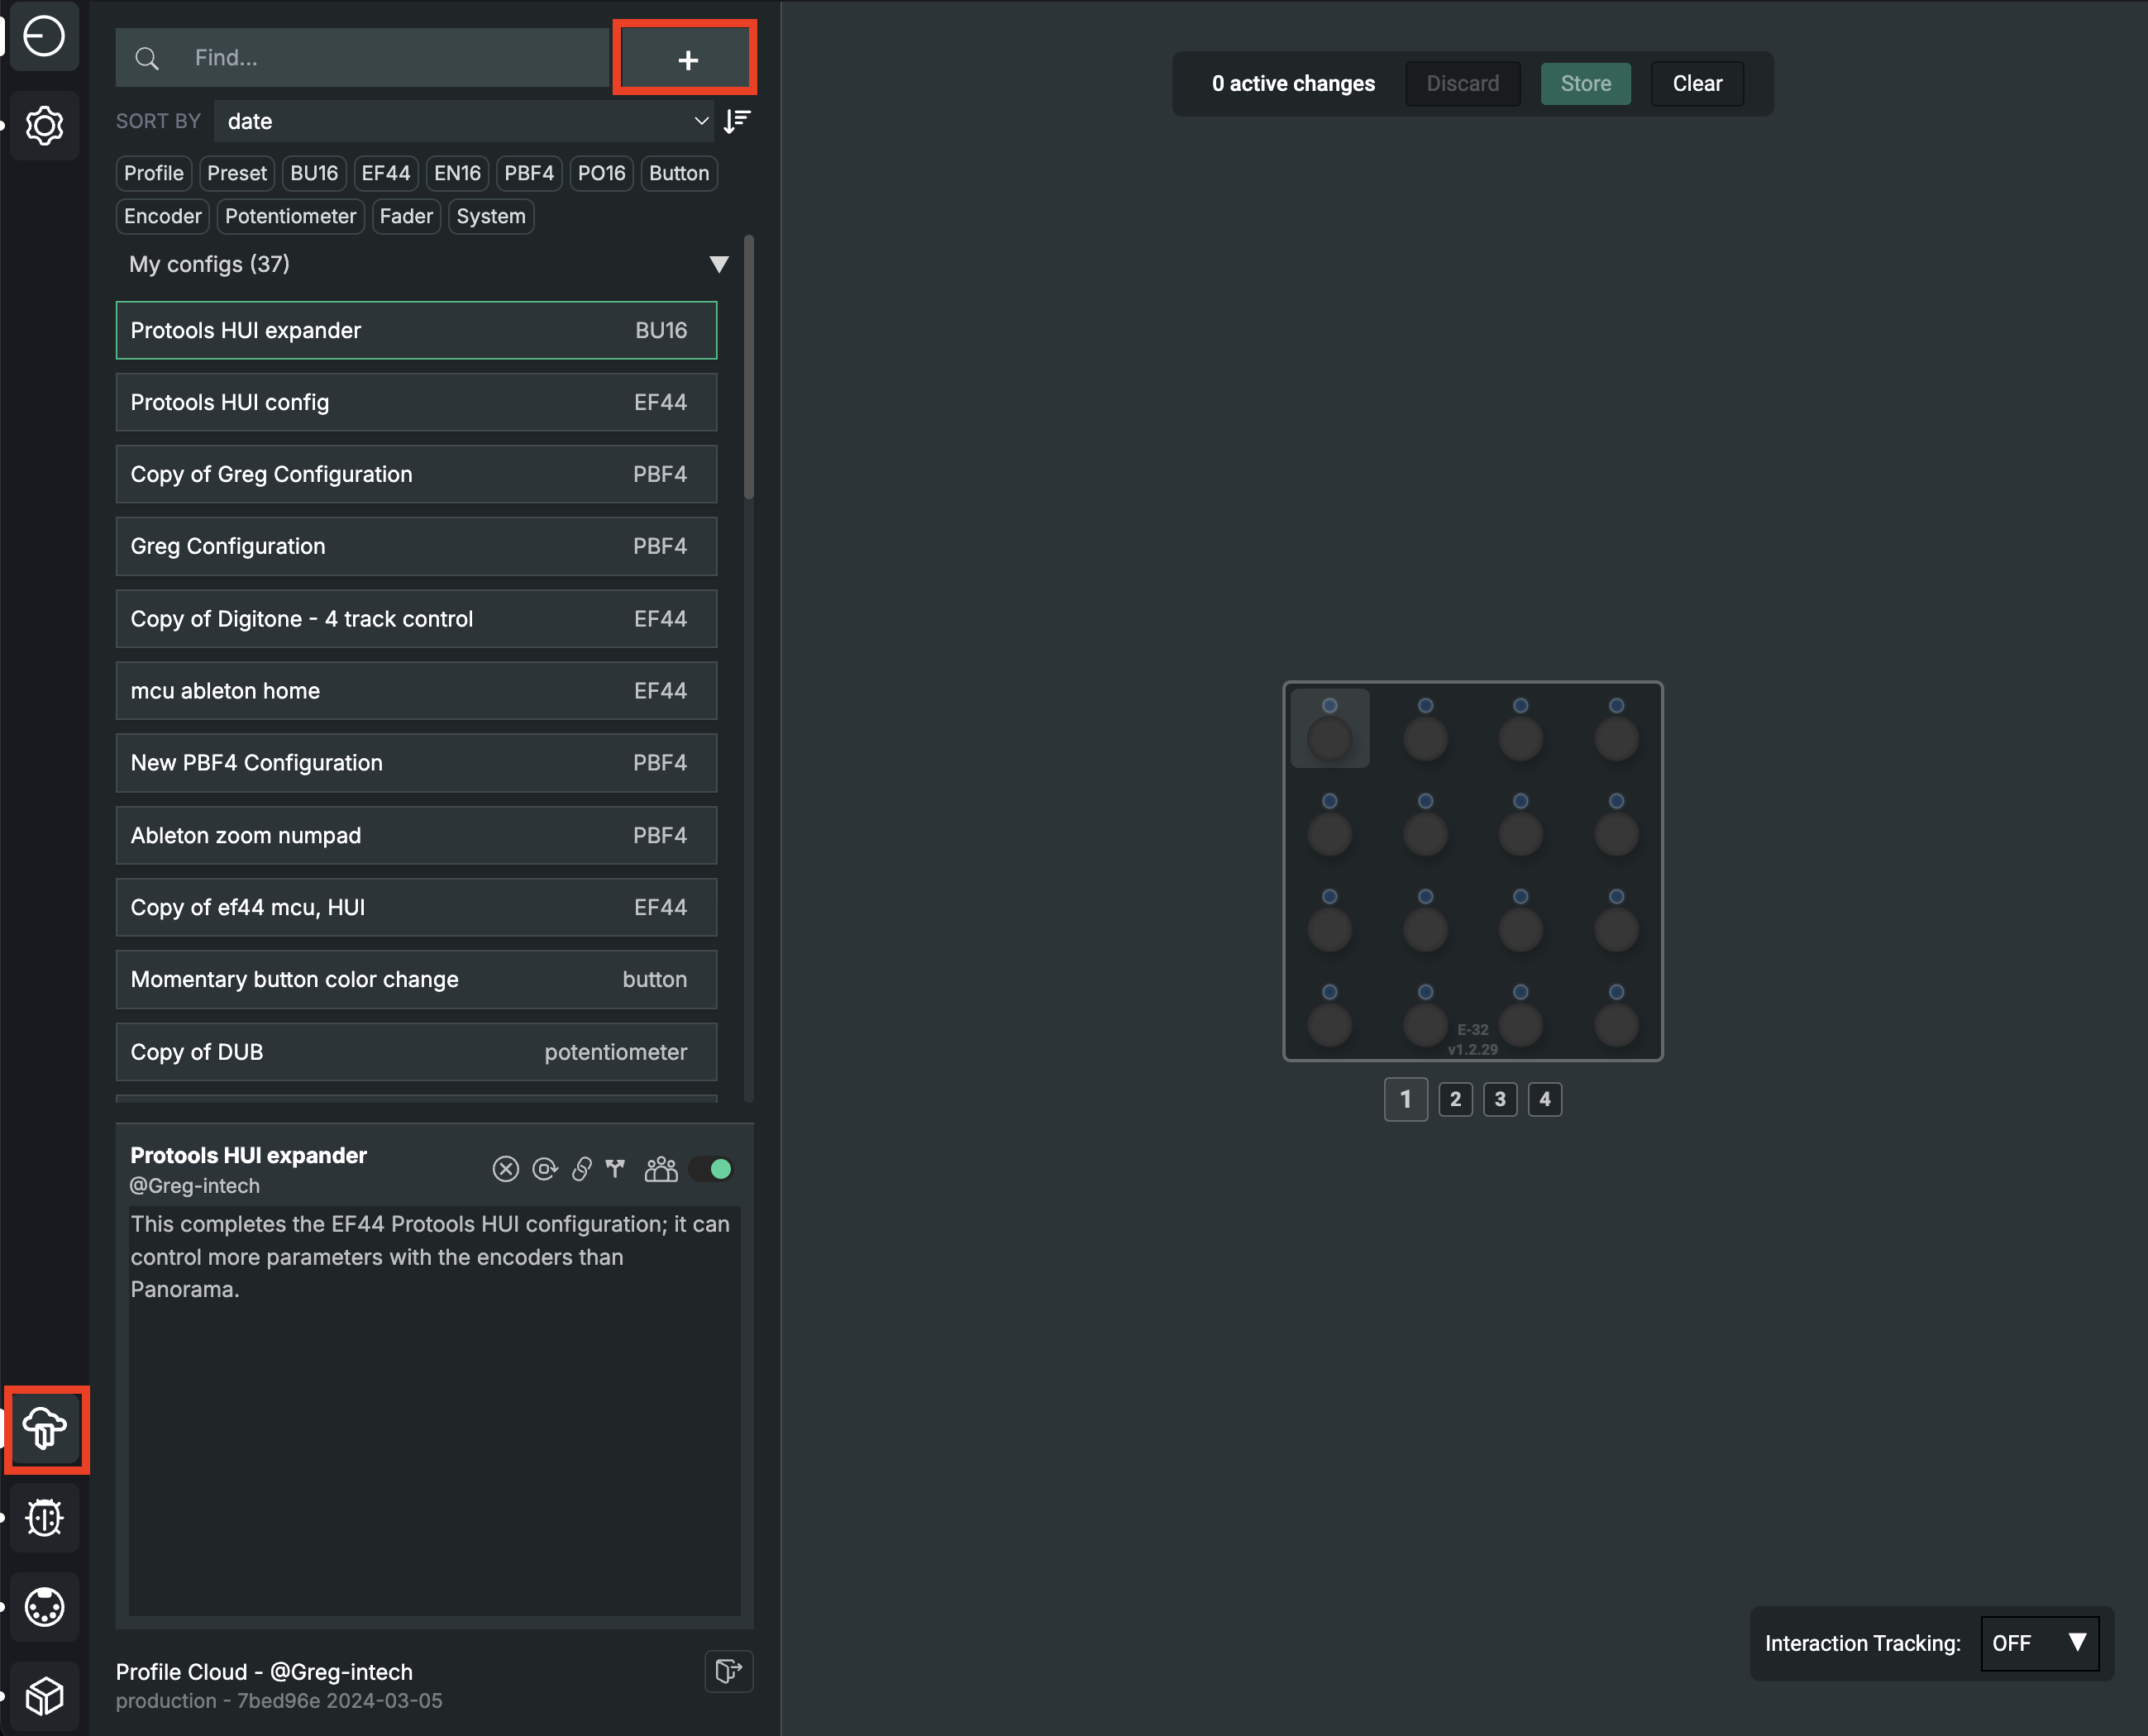 Find...
+
SORT BY date
Profile Preset BU16 EF44 EN16 PBF4 PO16 Button
Encoder Potentiometer Fader System
My configs (37)
Protools HUI expander BU16
Protools HUI config EF44
Copy of Greg Configuration PBF4
Greg Configuration PBF4
Copy of Digitone - 4 track control EF44
mcu ableton home EF44
New PBF4 Configuration PBF4
Ableton zoom numpad PBF4
Copy of ef44 mcu, HUI EF44
Momentary button color change button
Copy of DUB potentiometer
Protools HUI expander
@Greg-intech
This completes the EF44 Protools HUI configuration; it can
control more parameters with the encoders than
Panorama.
Profile Cloud - @Greg-intech
production - 7bed96e 2024-03-05
0 active changes Discard Store Clear
E-32
v1.2.29
1 2 3 4
Interaction Tracking: OFF